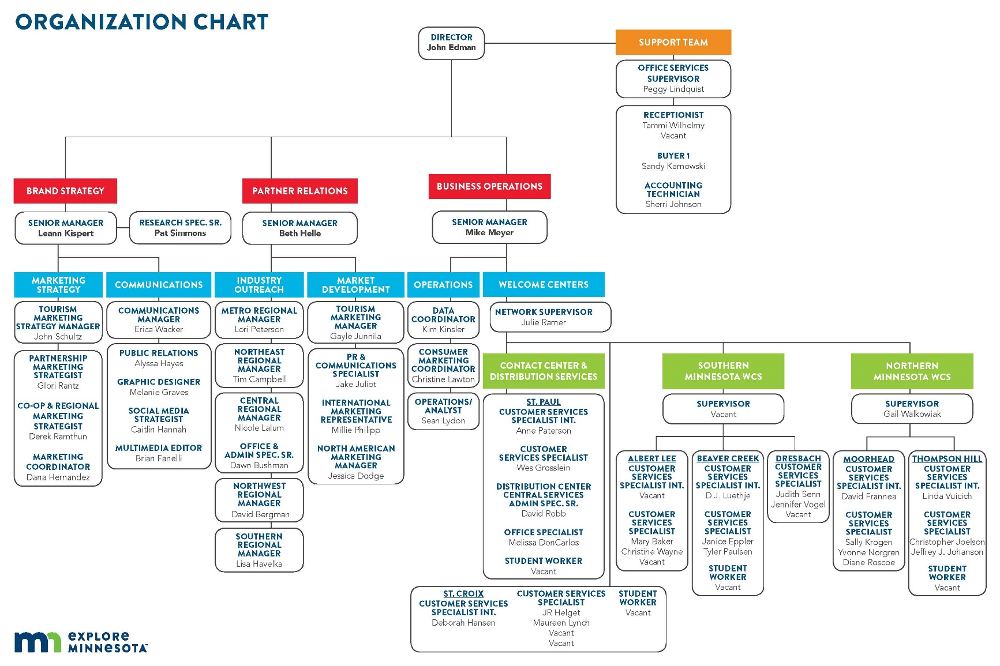 ORGANIZATION CHART
DIRECTOR
John Edman
SUPPORT TEAM
OFFICE SERVICES
SUPERVISOR
Peggy Lindquist
RECEPTIONIST
Tammi Wilhelmy
Vacant
BUYER 1
Sandy Karnowski
ACCOUNTING
TECHNICIAN
Sherri Johnson
BRAND STRATEGY
SENIOR MANAGER
Leann Kispert
RESEARCH SPEC. SR.
Pat Simmons
PARTNER RELATIONS
SENIOR MANAGER
Beth Helle
BUSINESS OPERATIONS
SENIOR MANAGER
Mike Meyer
MARKETING
STRATEGY
TOURISM
MARKETING
STRATEGY MANAGER
John Schultz
PARTNERSHIP
MARKETING
STRATEGIST
Glori Rantz
CO-OP & REGIONAL
MARKETING
STRATEGIST
Derek Ramthun
MARKETING
COORDINATOR
Dana Hernandez
COMMUNICATIONS
COMMUNICATIONS
MANAGER
Erica Wacker
PUBLIC RELATIONS
Alyssa Hayes
GRAPHIC DESIGNER
Melanie Graves
SOCIAL MEDIA
STRATEGIST
Caitlin Hannah
MULTIMEDIA EDITOR
Brian Fanelli
INDUSTRY
OUTREACH
METRO REGIONAL
MANAGER
Lori Peterson
NORTHEAST
REGIONAL
MANAGER
Tim Campbell
CENTRAL
REGIONAL
MANAGER
Nicole Lalum
OFFICE &
ADMIN SPEC. SR.
Dawn Bushman
NORTHWEST
REGIONAL
MANAGER
David Bergman
SOUTHERN
REGIONAL
MANAGER
Lisa Havelka
MARKET
DEVELOPMENT
TOURISM
MARKETING
MANAGER
Gayle Junnila
PR &
COMMUNICATIONS
SPECIALIST
Jake Juliot
INTERNATIONAL
MARKETING
REPRESENTATIVE
Millie Philipp
NORTH AMERICAN
MARKETING
MANAGER
Jessica Dodge
OPERATIONS
DATA
COORDINATOR
Kim Kinsler
CONSUMER
MARKETING
COORDINATOR
Christine Lawton
OPERATIONS/
ANALYST
Sean Lydon
WELCOME CENTERS
NETWORK SUPERVISOR
Julie Ramer
CONTACT CENTER &
DISTRIBUTION SERVICES
ST. PAUL
CUSTOMER SERVICES
SPECIALIST INT.
Anne Paterson
CUSTOMER
SERVICES SPECIALIST
Wes Grosslein
DISTRIBUTION CENTER
CENTRAL SERVICES
ADMIN SPEC. SR.
David Robb
OFFICE SPECIALIST
Melissa DonCarlos
STUDENT WORKER
Vacant
ST. CROIX
CUSTOMER SERVICES
SPECIALIST INT.
Deborah Hansen
CUSTOMER SERVICES
SPECIALIST
JR Helget
Maureen Lynch
Vacant
Vacant
STUDENT
WORKER
Vacant
SOUTHERN
MINNESOTA WCS
SUPERVISOR
Vacant
ALBERT LEE
CUSTOMER
SERVICES
SPECIALIST INT.
Vacant
CUSTOMER
SERVICES
SPECIALIST
Mary Baker
Christine Wayne
Vacant
BEAVER CREEK
CUSTOMER
SERVICES
SPECIALIST INT.
D.J. Luethje
CUSTOMER
SERVICES
SPECIALIST
Janice Eppler
Tyler Paulsen
STUDENT
WORKER
Vacant
DRESBACH
CUSTOMER
SERVICES
SPECIALIST
Judith Senn
Jennifer Vogel
Vacant
NORTHERN
MINNESOTA WCS
SUPERVISOR
Gail Walkowiak
MOORHEAD
CUSTOMER
SERVICES
SPECIALIST INT.
David Frannea
CUSTOMER
SERVICES
SPECIALIST
Sally Krogen
Yvonne Norgren
Diane Roscoe
THOMPSON HILL
CUSTOMER
SERVICES
SPECIALIST INT.
Linda Vuicich
CUSTOMER
SERVICES
SPECIALIST
Christopher Joelson
Jeffrey J. Johanson
STUDENT
WORKER
Vacant
mn EXPLORE
MINNESOTA™